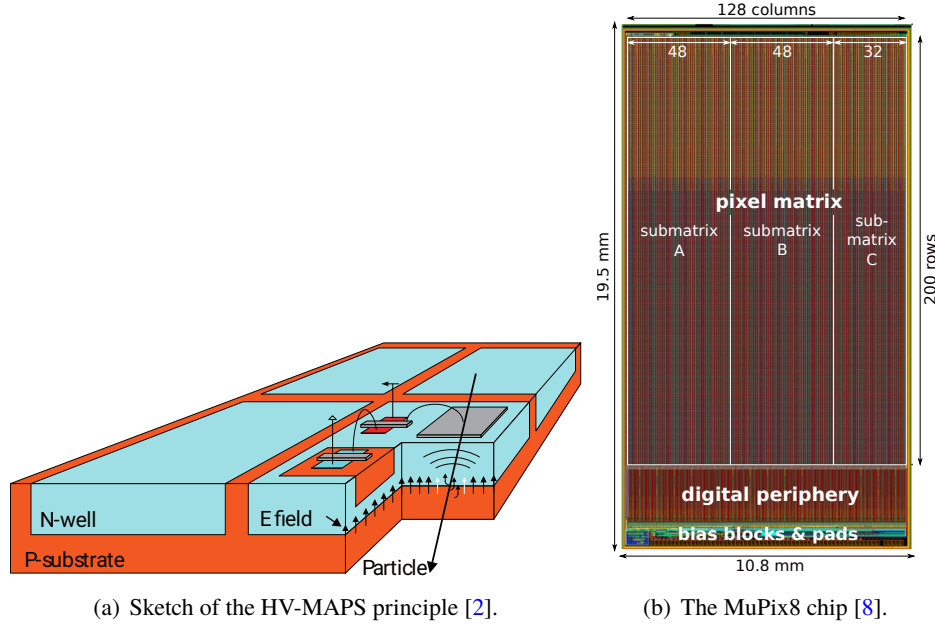 N-well
E field
P-substrate
Particle
(a) Sketch of the HV-MAPS principle [2].
128 columns
48
48
32
pixel matrix
submatrix
A
submatrix
B
sub-
matrix
C
19.5 mm
200 rows
digital periphery
bias blocks & pads
10.8 mm
(b) The MuPix8 chip [8].